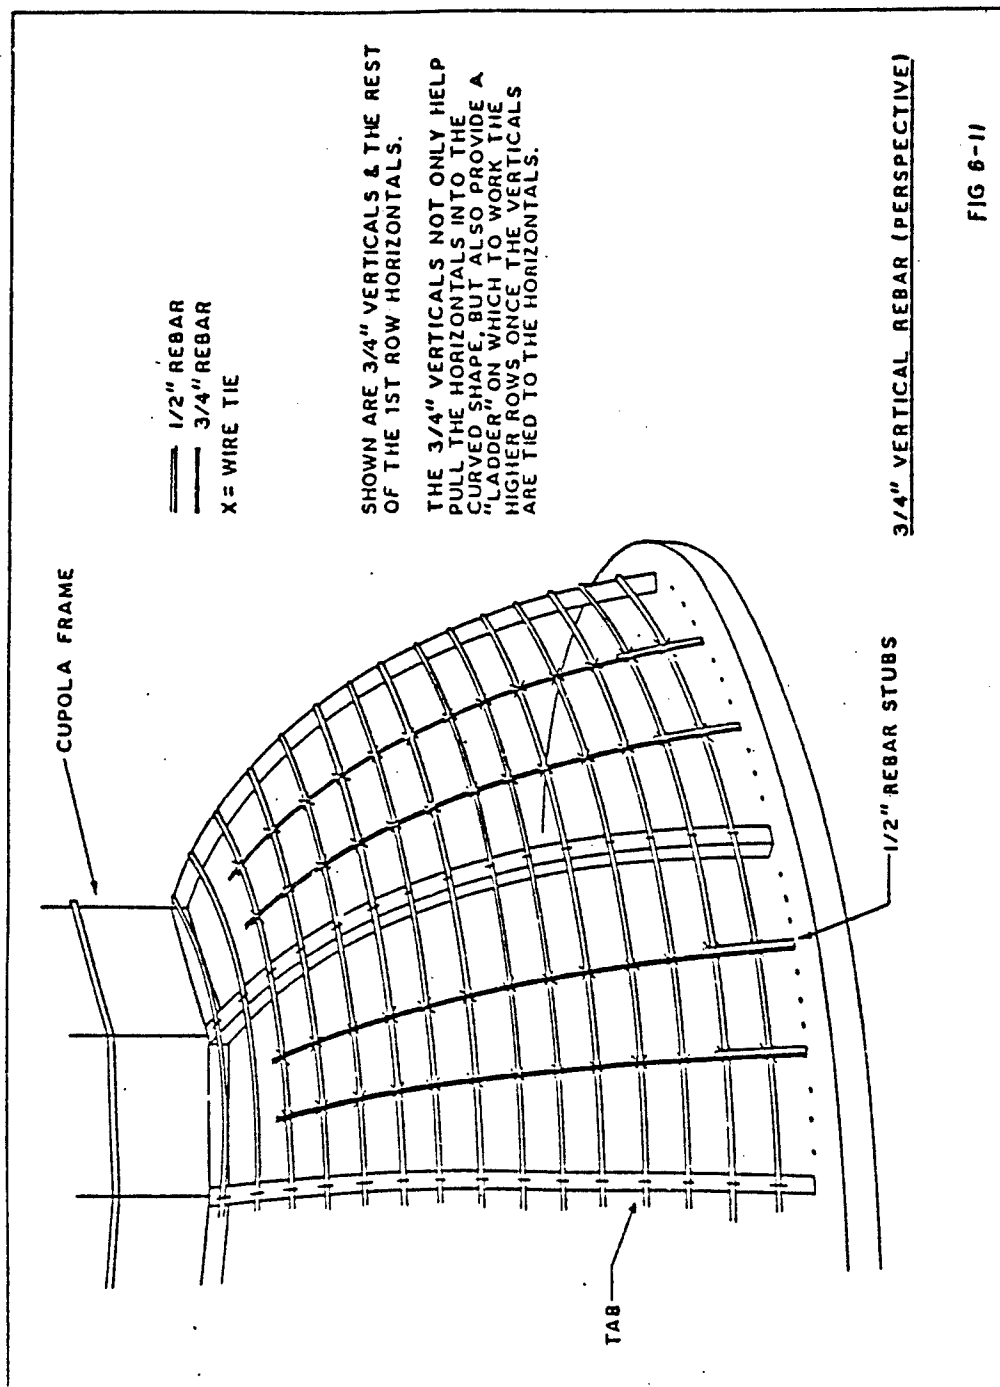 CUPOLA FRAME
1/2" REBAR
3/4" REBAR
X = WIRE TIE
SHOWN ARE 3/4" VERTICALS & THE REST
OF THE 1ST ROW HORIZONTALS.
THE 3/4" VERTICALS NOT ONLY HELP
PULL THE HORIZONTALS INTO THE
CURVED SHAPE, BUT ALSO PROVIDE A
"LADDER" ON WHICH TO WORK THE
HIGHER ROWS ONCE THE VERTICALS
ARE TIED TO THE HORIZONTALS.
TAB
1/2" REBAR STUBS
3/4" VERTICAL REBAR (PERSPECTIVE)
FIG 6-11